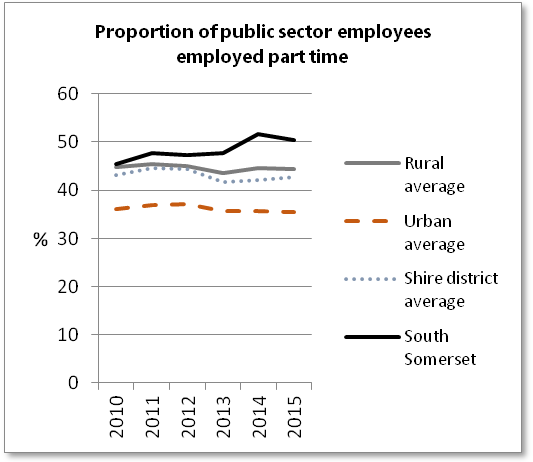 Proportion of public sector employees
employed part time
60
50
40
30
20
10
0
%
2010
2011
2012
2013
2014
2015
Rural
average
Urban
average
Shire district
average
South
Somerset